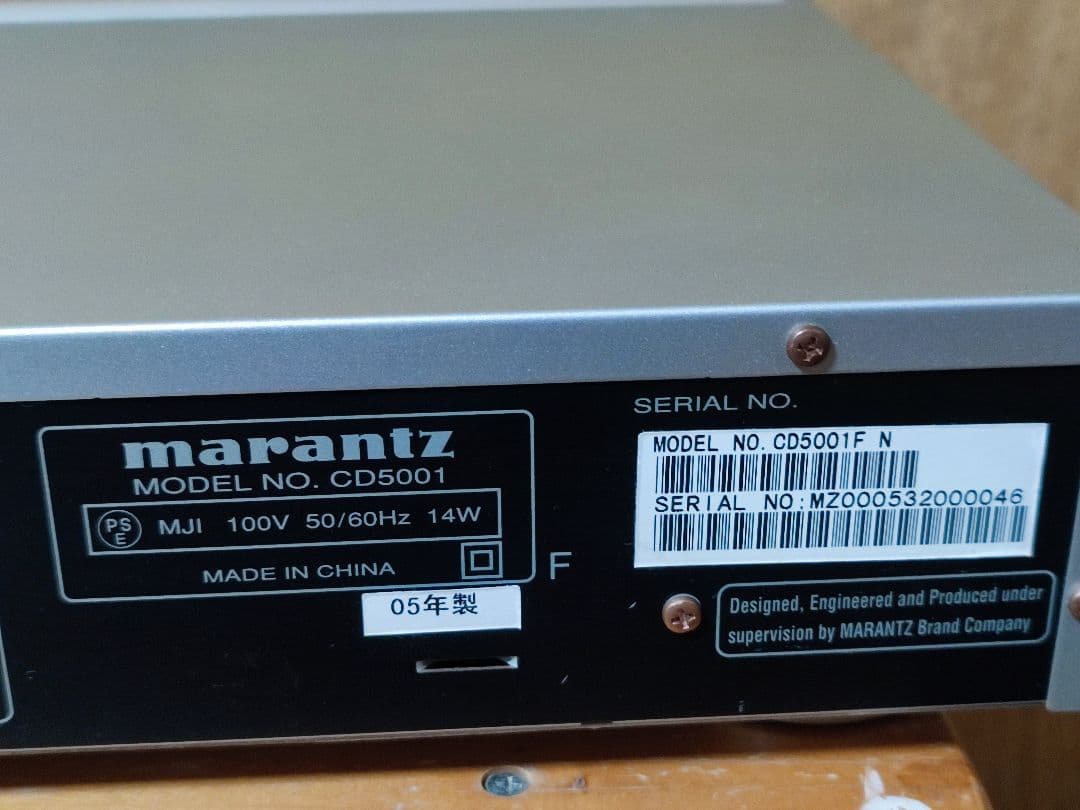 marantz
MODEL NO. CD5001
PS E MJI 100V 50/60Hz 14W
MADE IN CHINA
F
05年製
SERIAL NO.
MODEL NO. CD5001F N
SERIAL NO:MZ000532000046
Designed, Engineered and Produced under
supervision by MARANTZ Brand Company